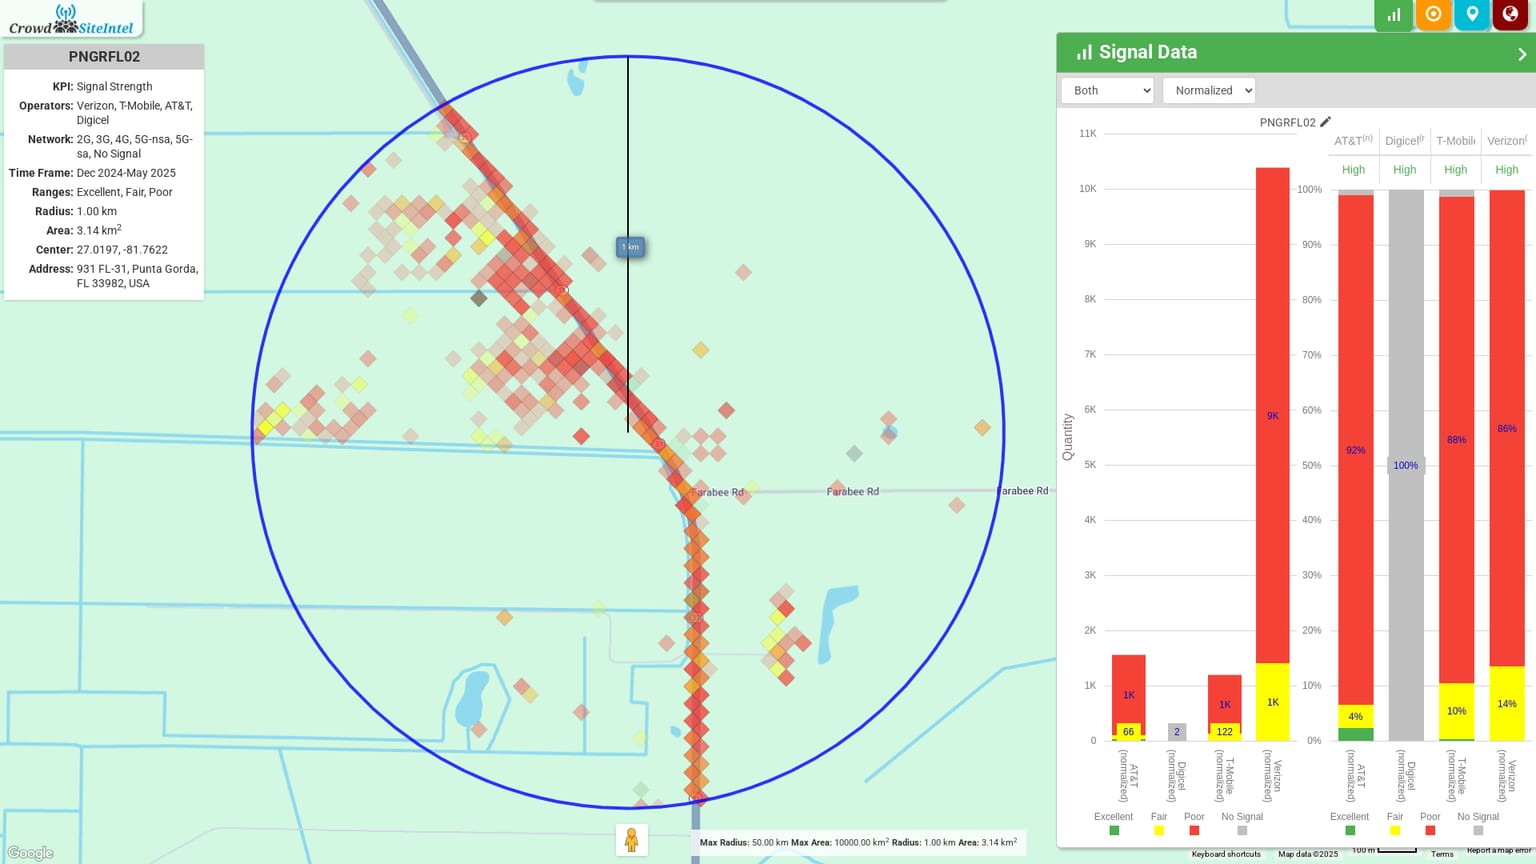 Crowd SiteIntel
PNGRFL02
KPI: Signal Strength
Operators: Verizon, T-Mobile, AT&T,
Digicel
Network: 2G, 3G, 4G, 5G-nsa, 5G-
sa, No Signal
Time Frame: Dec 2024-May 2025
Ranges: Excellent, Fair, Poor
Radius: 1.00 km
Area: 3.14 km2
Center: 27.0197, -81.7622
Address: 931 FL-31, Punta Gorda,
FL 33982, USA
1 km
Farabee Rd
Farabee Rd
Farabee Rd
Google
Max Radius: 50.00 km Max Area: 10000.00 km2 Radius: 1.00 km Area: 3.14 km2
Signal Data
Both
Normalized
PNGRFL02
11K
10K
9K
8K
7K
6K
5K
4K
3K
2K
1K
0
Quantity
1K
66
2
1K
122
9K
1K
AT&T
(normalized)
Digicel
(normalized)
T-Mobile
(normalized)
Verizon
(normalized)
Excellent Fair Poor No Signal
AT&T(n) Digicel(r T-Mobile Verizon(
High High High High
100%
90%
80%
70%
60%
50%
40%
30%
20%
10%
0%
92%
4%
100%
88%
10%
86%
14%
AT&T
(normalized)
Digicel
(normalized)
T-Mobile
(normalized)
Verizon
(normalized)
Excellent Fair Poor No Signal
Keyboard shortcuts Map data ©2025 100 m Terms Report a map error